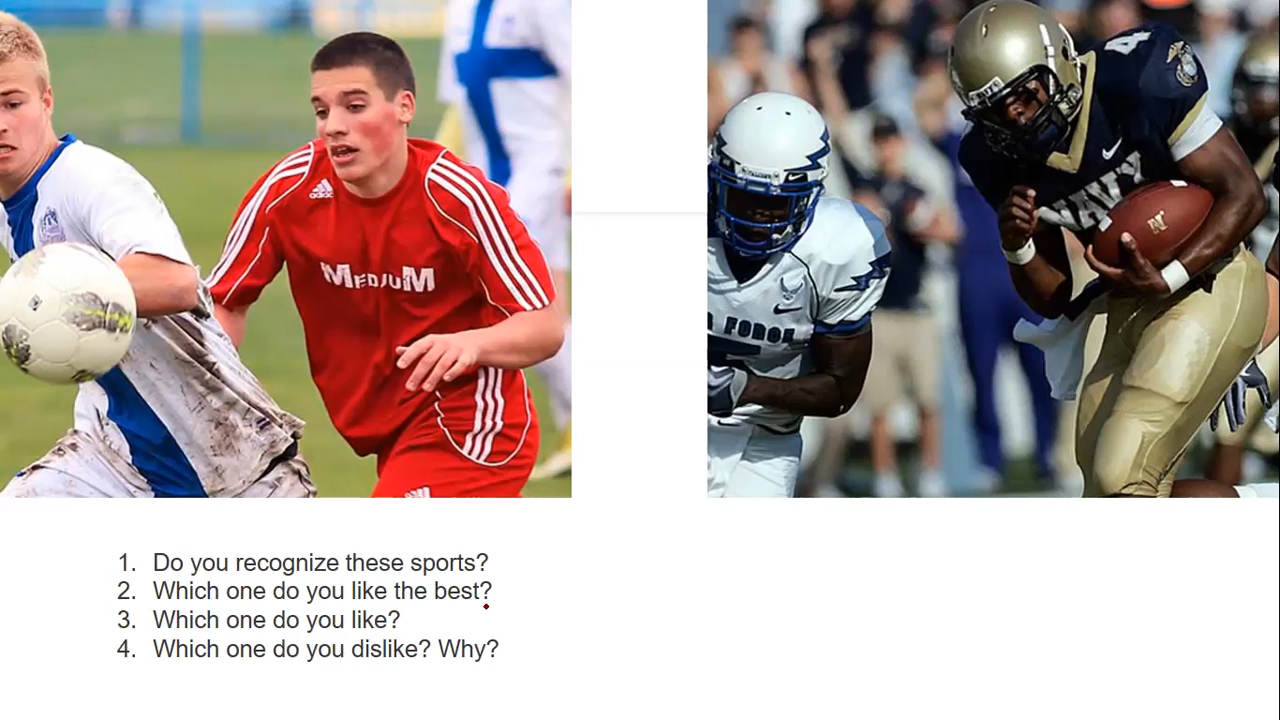 MEDIUM
adidas
4
NAVY
N
R FORCE
1. Do you recognize these sports?
2. Which one do you like the best?
3. Which one do you like?
4. Which one do you dislike? Why?